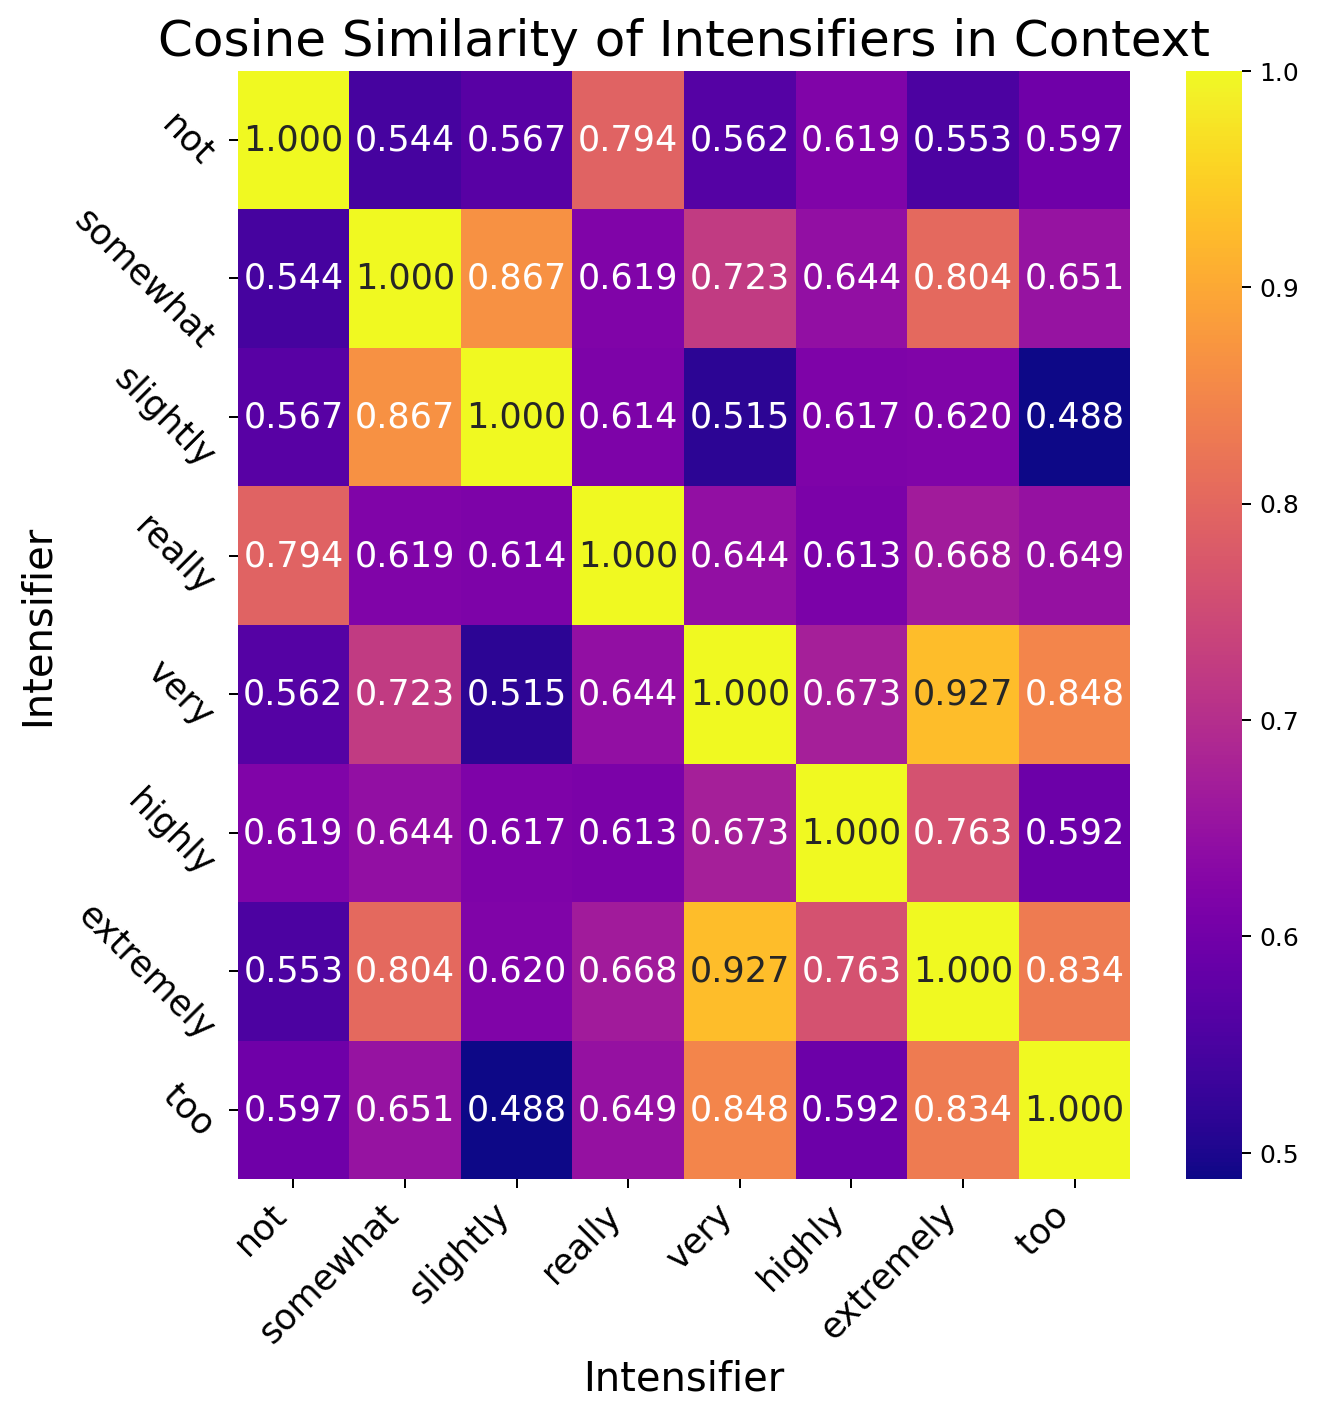 Cosine Similarity of Intensifiers in Context
not 1.000 0.544 0.567 0.794 0.562 0.619 0.553 0.597
somewhat 0.544 1.000 0.867 0.619 0.723 0.644 0.804 0.651
slightly 0.567 0.867 1.000 0.614 0.515 0.617 0.620 0.488
really 0.794 0.619 0.614 1.000 0.644 0.613 0.668 0.649
very 0.562 0.723 0.515 0.644 1.000 0.673 0.927 0.848
highly 0.619 0.644 0.617 0.613 0.673 1.000 0.763 0.592
extremely 0.553 0.804 0.620 0.668 0.927 0.763 1.000 0.834
too 0.597 0.651 0.488 0.649 0.848 0.592 0.834 1.000
not somewhat slightly really very highly extremely too
Intensifier
Intensifier
1.0
0.9
0.8
0.7
0.6
0.5